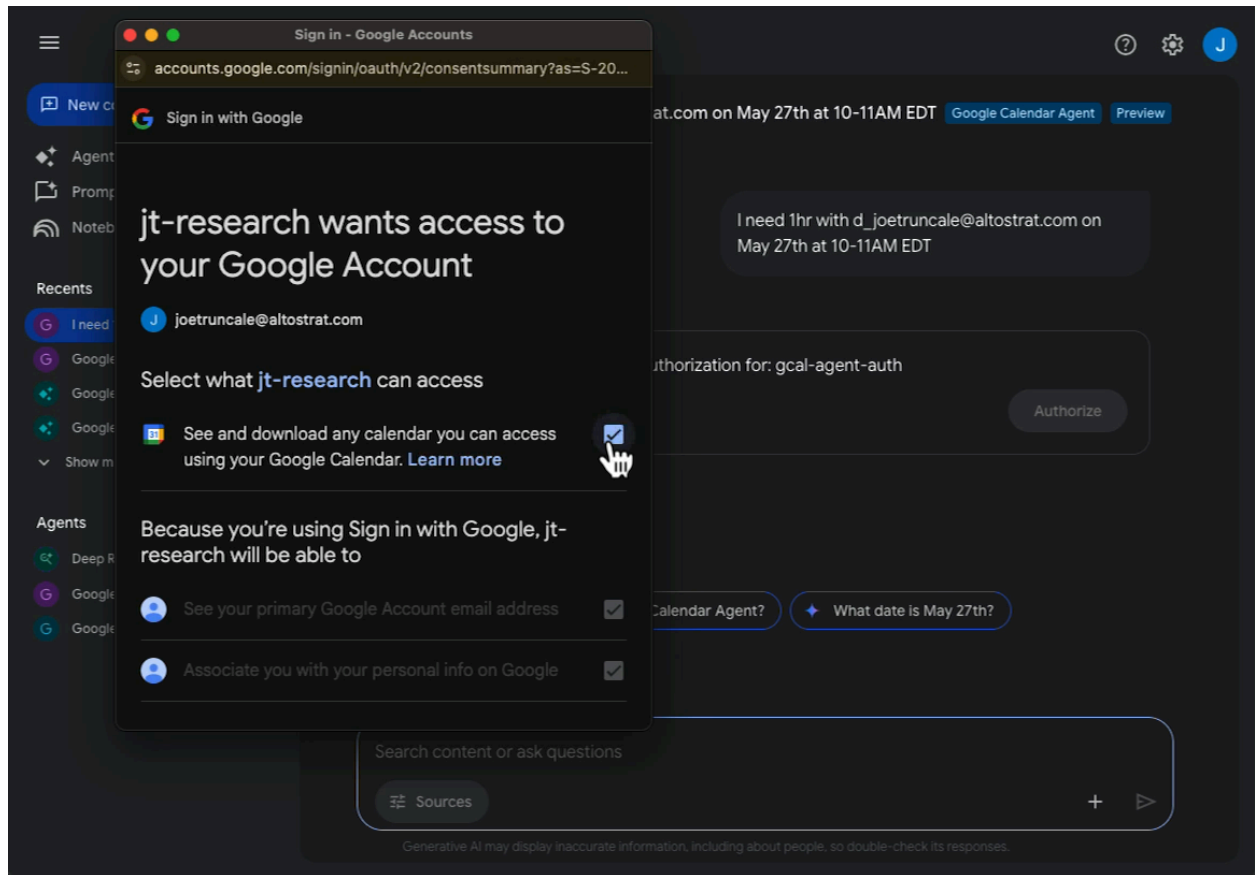 Sign in - Google Accounts
accounts.google.com/signin/oauth/v2/consentsummary?as=S-20...
Sign in with Google
jt-research wants access to
your Google Account
J joetruncale@altostrat.com
Select what jt-research can access
31 See and download any calendar you can access
using your Google Calendar. Learn more
Because you're using Sign in with Google, jt-
research will be able to
See your primary Google Account email address
Associate you with your personal info on Google
New
Agent
Noteb
Recents
G I need
G Google
Google
Google
Show m
Agents
Deep R
G Google
G Google
J
at.com on May 27th at 10-11AM EDT Google Calendar Agent Preview
I need 1hr with d_joetruncale@altostrat.com on
May 27th at 10-11AM EDT
uthorization for: gcal-agent-auth
Authorize
Calendar Agent? What date is May 27th?
Search content or ask questions
Sources
Generative AI may display inaccurate information, including about people, so double-check its responses.